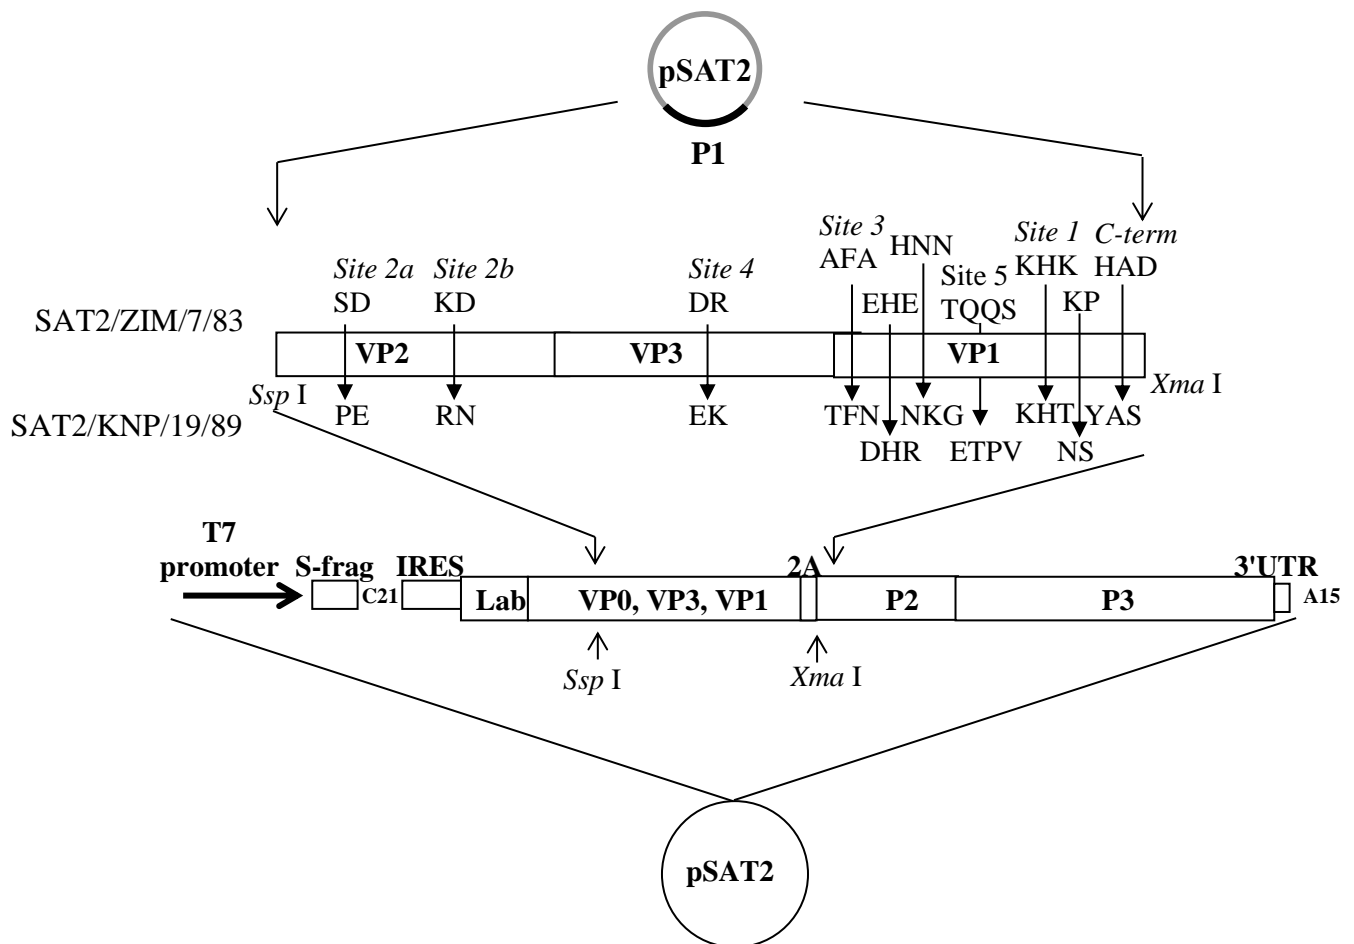 pSAT2
P1
Site 3
AFA
HNN
Site 1
KHK
C-term
HAD
Site 2a
SD
Site 2b
KD
Site 4
DR
EHE
Site 5
TQQS
KP
SAT2/ZIM/7/83
VP2
VP3
VP1
Ssp I
Xma I
SAT2/KNP/19/89
PE
RN
EK
TFN
NKG
KHT
YAS
DHR
ETPV
NS
T7
promoter
S-frag
C21
IRES
2A
3'UTR
Lab
VP0, VP3, VP1
P2
P3
A15
Ssp I
Xma I
pSAT2